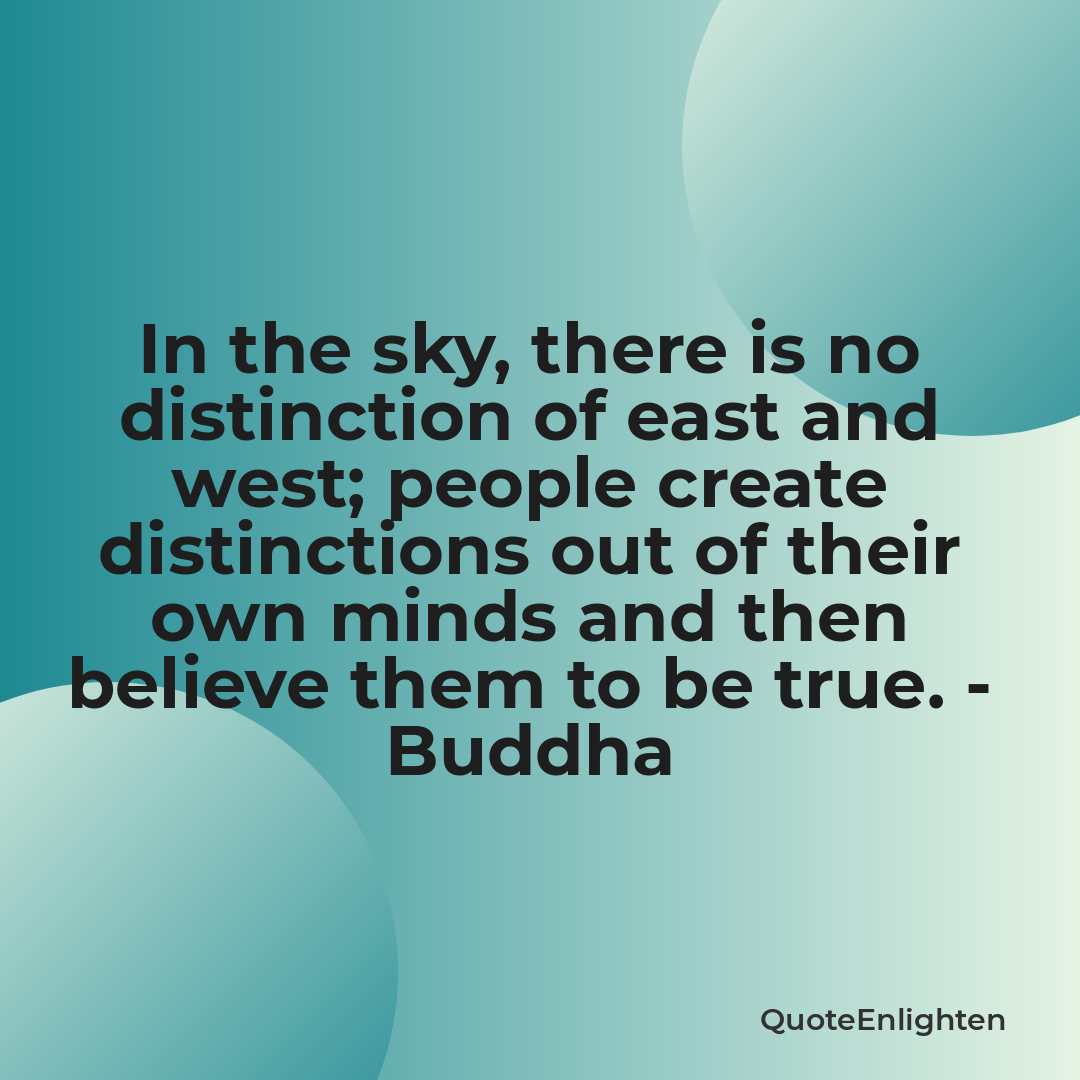 In the sky, there is no
distinction of east and
west; people create
distinctions out of their
own minds and then
believe them to be true. -
Buddha
QuoteEnlighten